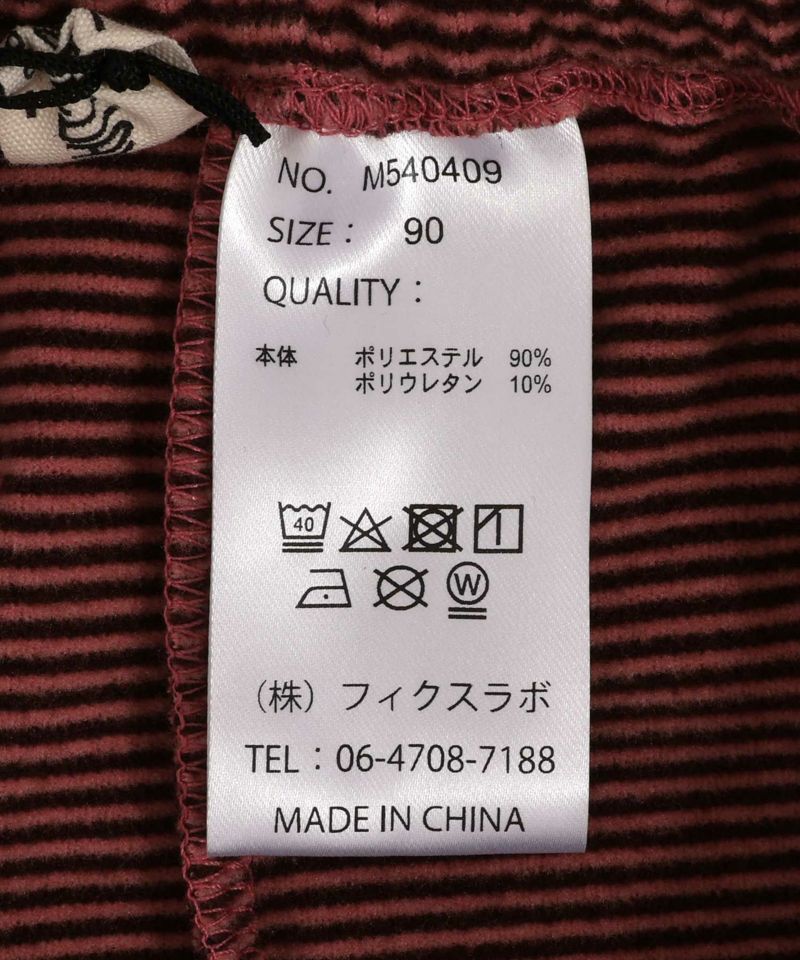 NO. M540409
SIZE： 90
QUALITY：
本体 ポリエステル 90%
ポリウレタン 10%
40
W
（株）フィクスラボ
TEL：06-4708-7188
MADE IN CHINA